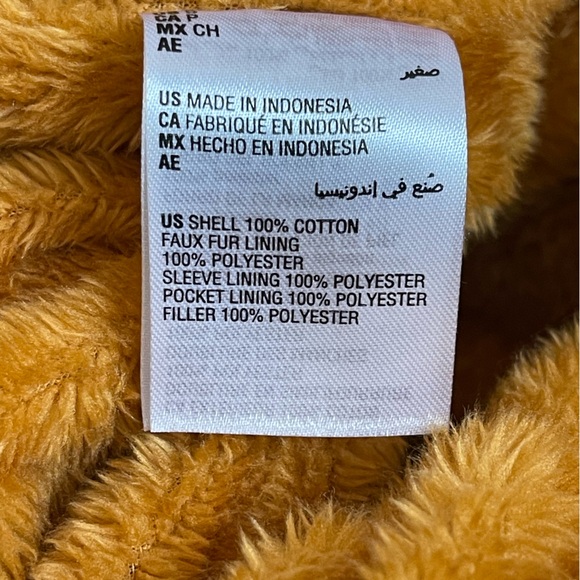 CA P
MX CH
AE
صغير
US MADE IN INDONESIA
CA FABRIQUÉ EN INDONÉSIE
MX HECHO EN INDONESIA
AE
صُنع في إندونيسيا
US SHELL 100% COTTON
FAUX FUR LINING
100% POLYESTER
SLEEVE LINING 100% POLYESTER
POCKET LINING 100% POLYESTER
FILLER 100% POLYESTER